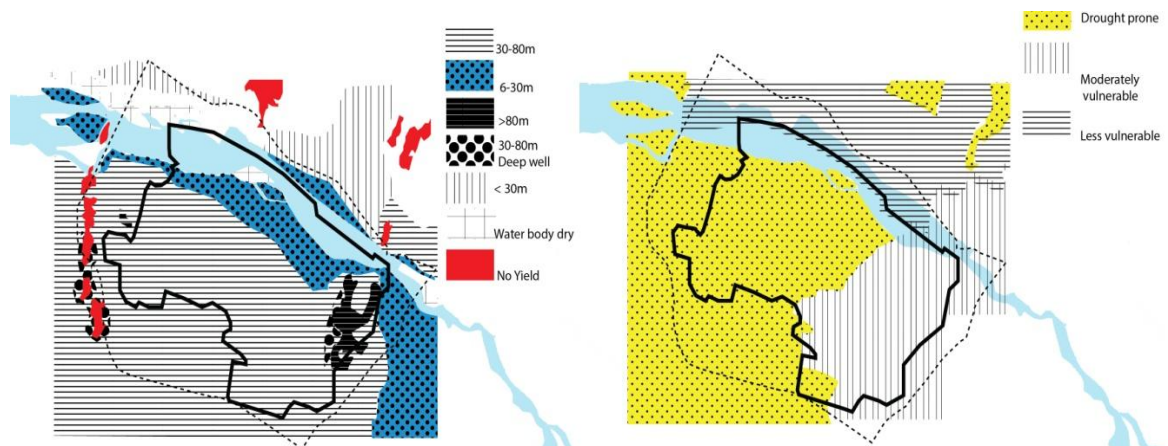 30-80m
6-30m
>80m
30-80m
Deep well
< 30m
Water body dry
No Yield
Drought prone
Moderately
vulnerable
Less vulnerable